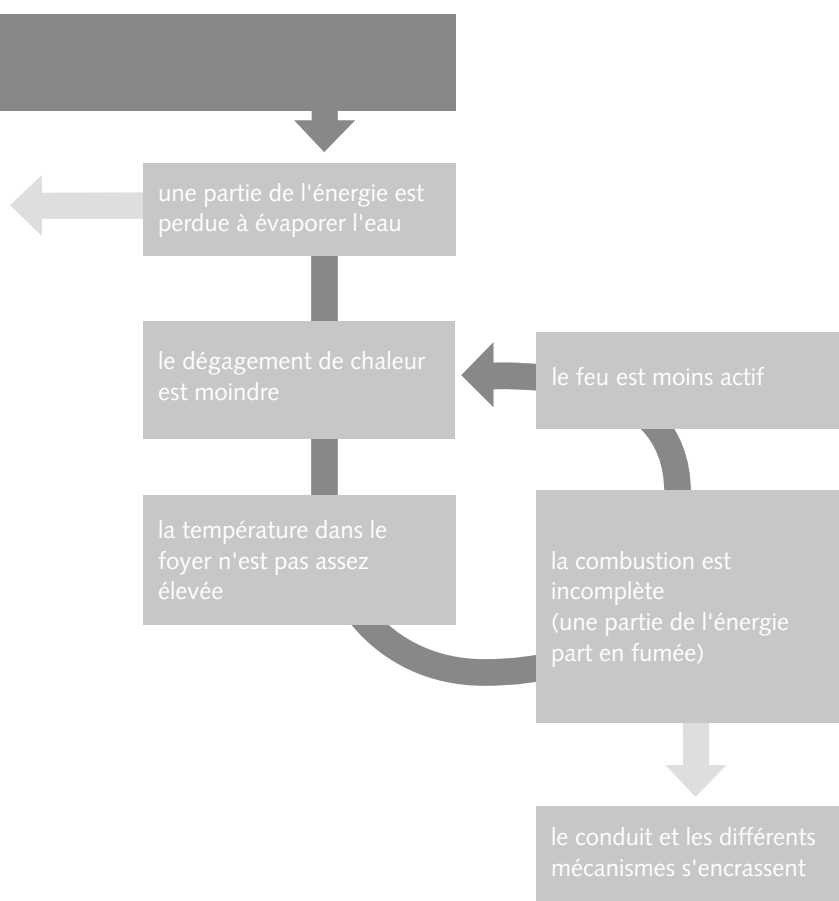 une partie de l'énergie est
perdue à évaporer l'eau
le dégagement de chaleur
est moindre
le feu est moins actif
la température dans le
foyer n'est pas assez
élevée
la combustion est
incomplète
(une partie de l'énergie
part en fumée)
le conduit et les différents
mécanismes s'encrassent